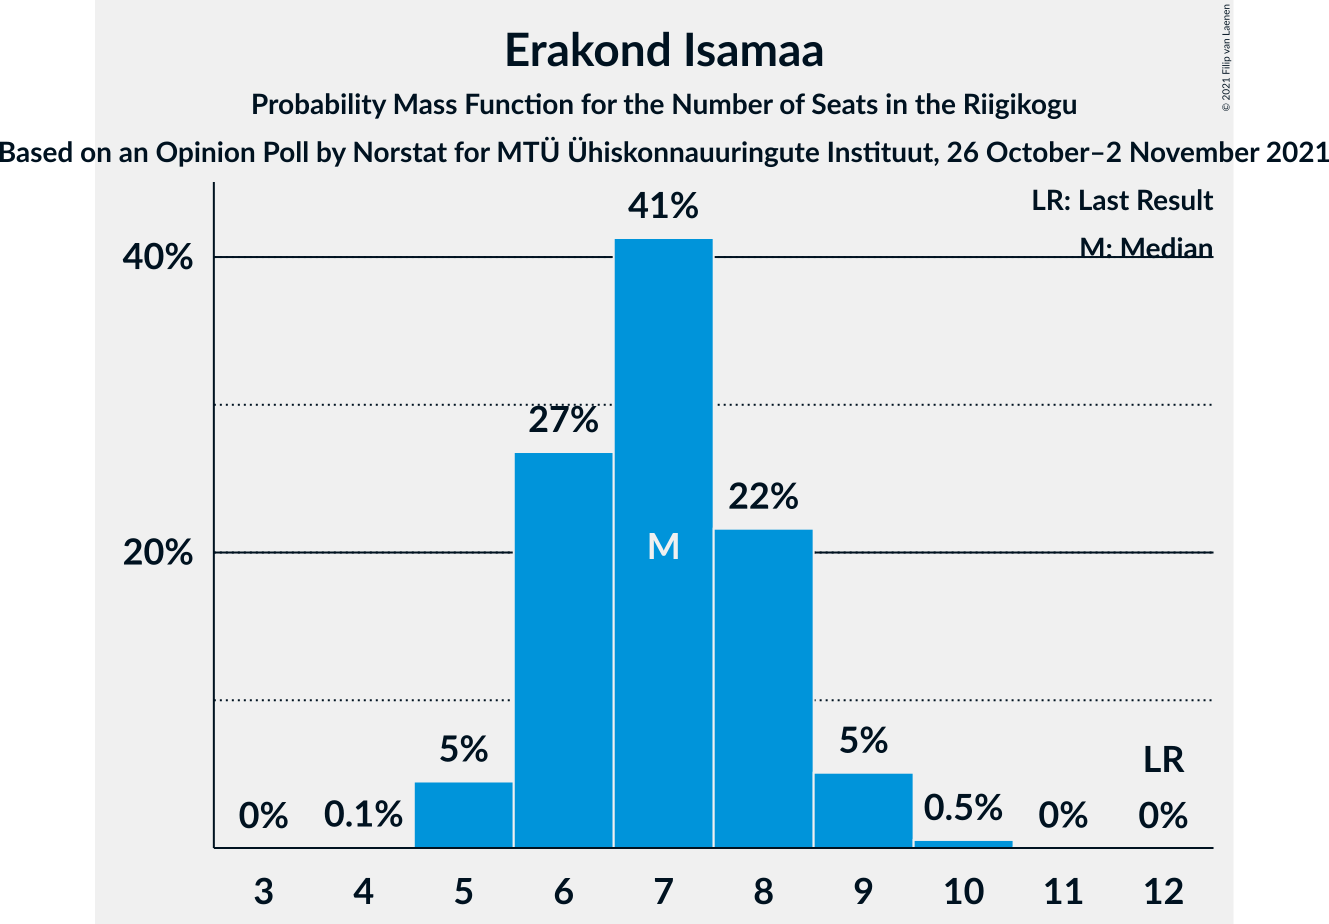 Erakond Isamaa
Probability Mass Function for the Number of Seats in the Riigikogu
Based on an Opinion Poll by Norstat for MTÜ Ühiskonnauuringute Instituut, 26 October–2 November 2021
© 2021 Filip van Laenen
LR: Last Result
M: Median
40%
20%
0%
0.1%
5%
27%
41%
22%
5%
0.5%
0%
0%
M
LR
3 4 5 6 7 8 9 10 11 12